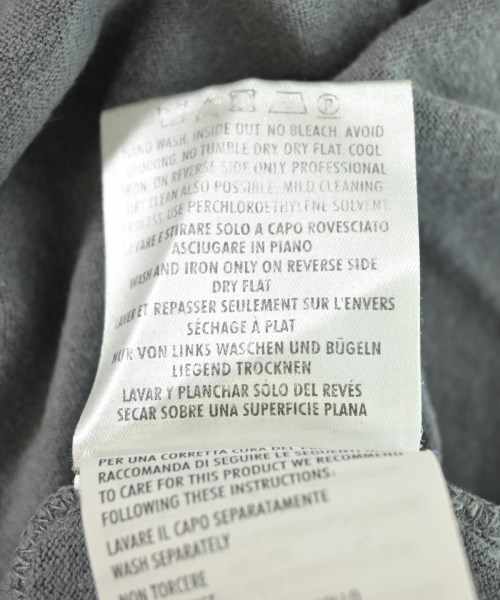 HAND WASH, INSIDE OUT. NO BLEACH. AVOID
SPINNING. NO TUMBLE DRY. DRY FLAT. COOL
IRON, ON REVERSE SIDE ONLY PROFESSIONAL
DRY CLEAN ALSO POSSIBLE, MILD CLEANING
USE PERCHLOROETHYLENE SOLVENT
LAVARE E STIRARE SOLO A CAPO ROVESCIATO
ASCIUGARE IN PIANO
WASH AND IRON ONLY ON REVERSE SIDE
DRY FLAT
LAVER ET REPASSER SEULEMENT SUR L'ENVERS
SÉCHAGE À PLAT
NUR VON LINKS WASCHEN UND BÜGELN
LIEGEND TROCKNEN
LAVAR Y PLANCHAR SÓLO DEL REVÉS
SECAR SOBRE UNA SUPERFICIE PLANA
PER UNA CORRETTA CURA DEL
RACCOMANDA DI SEGUIRE LE SEGUENTI
TO CARE FOR THIS PRODUCT WE RECOMMEND
FOLLOWING THESE INSTRUCTIONS:
LAVARE IL CAPO SEPARATAMENTE
WASH SEPARATELY
NON TORCERE